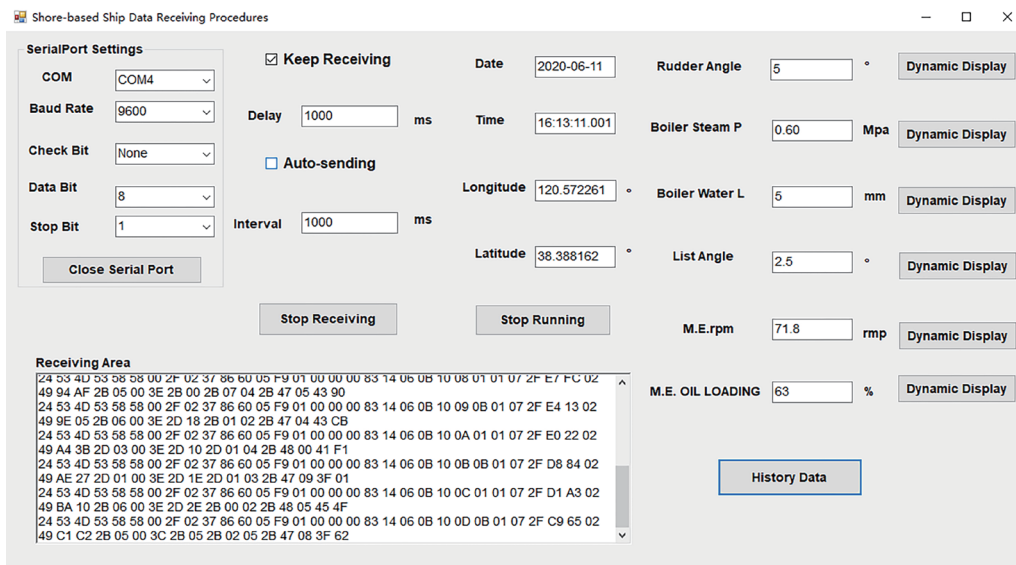 Shore-based Ship Data Receiving Procedures
SerialPort Settings
COM COM4
Baud Rate 9600
Check Bit None
Data Bit 8
Stop Bit 1
Close Serial Port
Keep Receiving
Delay 1000 ms
Auto-sending
Interval 1000 ms
Stop Receiving
Date 2020-06-11
Time 16:13:11.001
Longitude 120.572261 °
Latitude 38.388162 °
Stop Running
Rudder Angle 5 ° Dynamic Display
Boiler Steam P 0.60 Mpa Dynamic Display
Boiler Water L 5 mm Dynamic Display
List Angle 2.5 ° Dynamic Display
M.E.rpm 71.8 rmp Dynamic Display
M.E. OIL LOADING 63 % Dynamic Display
History Data
Receiving Area
24 53 4D 53 58 58 00 2F 02 37 86 60 05 F9 01 00 00 00 83 14 06 0B 10 08 01 01 07 2F E7 FC 02
49 94 AF 2B 05 00 3E 2B 00 2B 07 04 2B 47 05 43 90
24 53 4D 53 58 58 00 2F 02 37 86 60 05 F9 01 00 00 00 83 14 06 0B 10 09 0B 01 07 2F E4 13 02
49 9E 05 2B 06 00 3E 2D 18 2B 01 02 2B 47 04 43 CB
24 53 4D 53 58 58 00 2F 02 37 86 60 05 F9 01 00 00 00 83 14 06 0B 10 0A 01 01 07 2F E0 22 02
49 A4 3B 2D 03 00 3E 2D 10 2D 01 04 2B 48 00 41 F1
24 53 4D 53 58 58 00 2F 02 37 86 60 05 F9 01 00 00 00 83 14 06 0B 10 0B 0B 01 07 2F D8 84 02
49 AE 27 2D 01 00 3E 2D 1E 2D 01 03 2B 47 09 3F 01
24 53 4D 53 58 58 00 2F 02 37 86 60 05 F9 01 00 00 00 83 14 06 0B 10 0C 01 01 07 2F D1 A3 02
49 BA 10 2B 06 00 3E 2D 2E 2B 00 02 2B 48 05 45 4F
24 53 4D 53 58 58 00 2F 02 37 86 60 05 F9 01 00 00 00 83 14 06 0B 10 0D 0B 01 07 2F C9 65 02
49 C1 C2 2B 05 00 3C 2B 05 2B 02 05 2B 47 08 3F 62